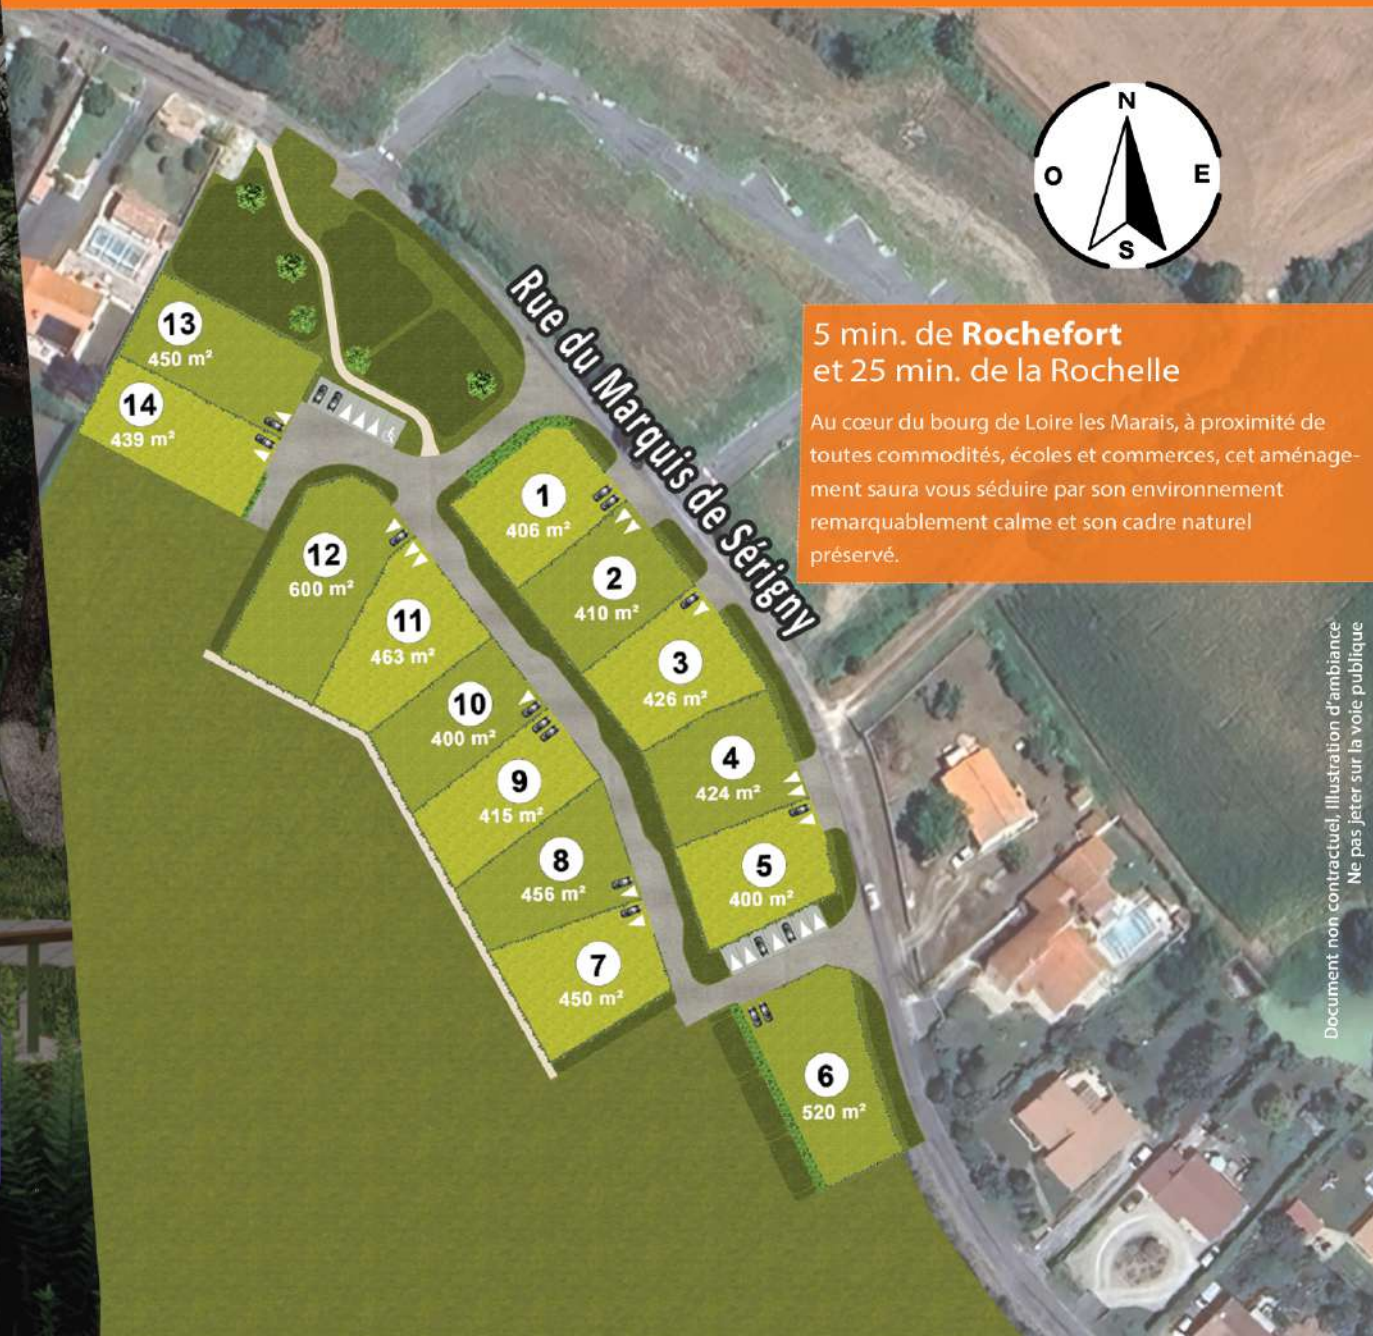 N
O
E
S
5 min. de Rochefort
et 25 min. de la Rochelle
Au cœur du bourg de Loire les Marais, à proximité de
toutes commodités, écoles et commerces, cet aménage-
ment saura vous séduire par son environnement
remarquablement calme et son cadre naturel
préservé.
Rue du Marquis de Sérigny
13
450 m²
14
439 m²
1
406 m²
2
410 m²
3
426 m²
4
424 m²
5
400 m²
6
520 m²
12
600 m²
11
463 m²
10
400 m²
9
415 m²
8
456 m²
7
450 m²
Document non contractuel, Illustration d'ambiance
Ne pas jeter sur la voie publique